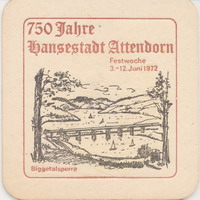 750 Jahre
Hansestadt Attendorn
Festwoche
3.-12. Juni 1972
Biggetalsperre